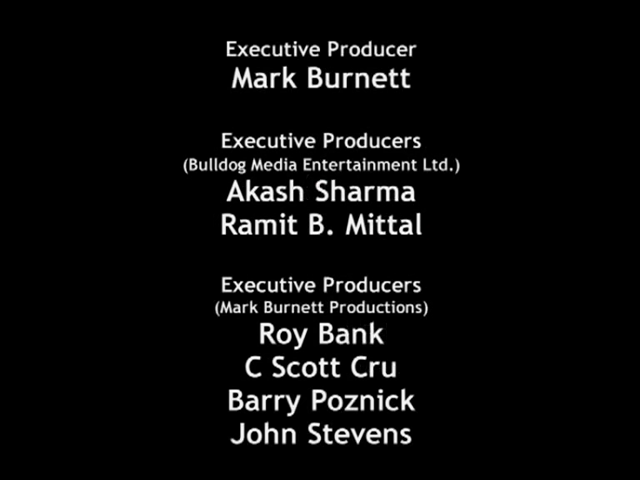 Executive Producer
Mark Burnett
Executive Producers
(Bulldog Media Entertainment Ltd.)
Akash Sharma
Ramit B. Mittal
Executive Producers
(Mark Burnett Productions)
Roy Bank
C Scott Cru
Barry Poznick
John Stevens